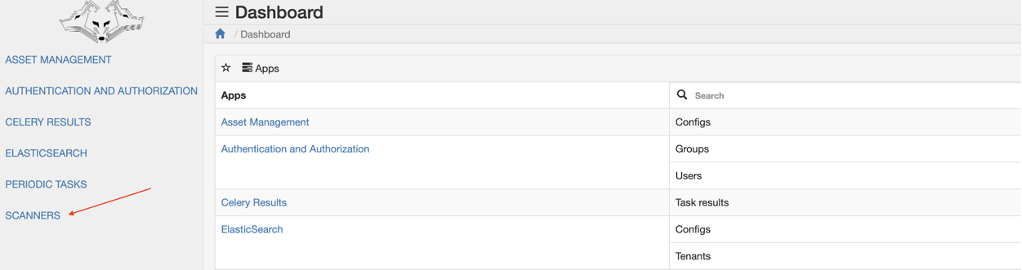 Dashboard
/ Dashboard
ASSET MANAGEMENT
AUTHENTICATION AND AUTHORIZATION
CELERY RESULTS
ELASTICSEARCH
PERIODIC TASKS
SCANNERS
Apps
Apps
Search
Asset Management
Configs
Authentication and Authorization
Groups
Users
Celery Results
Task results
ElasticSearch
Configs
Tenants